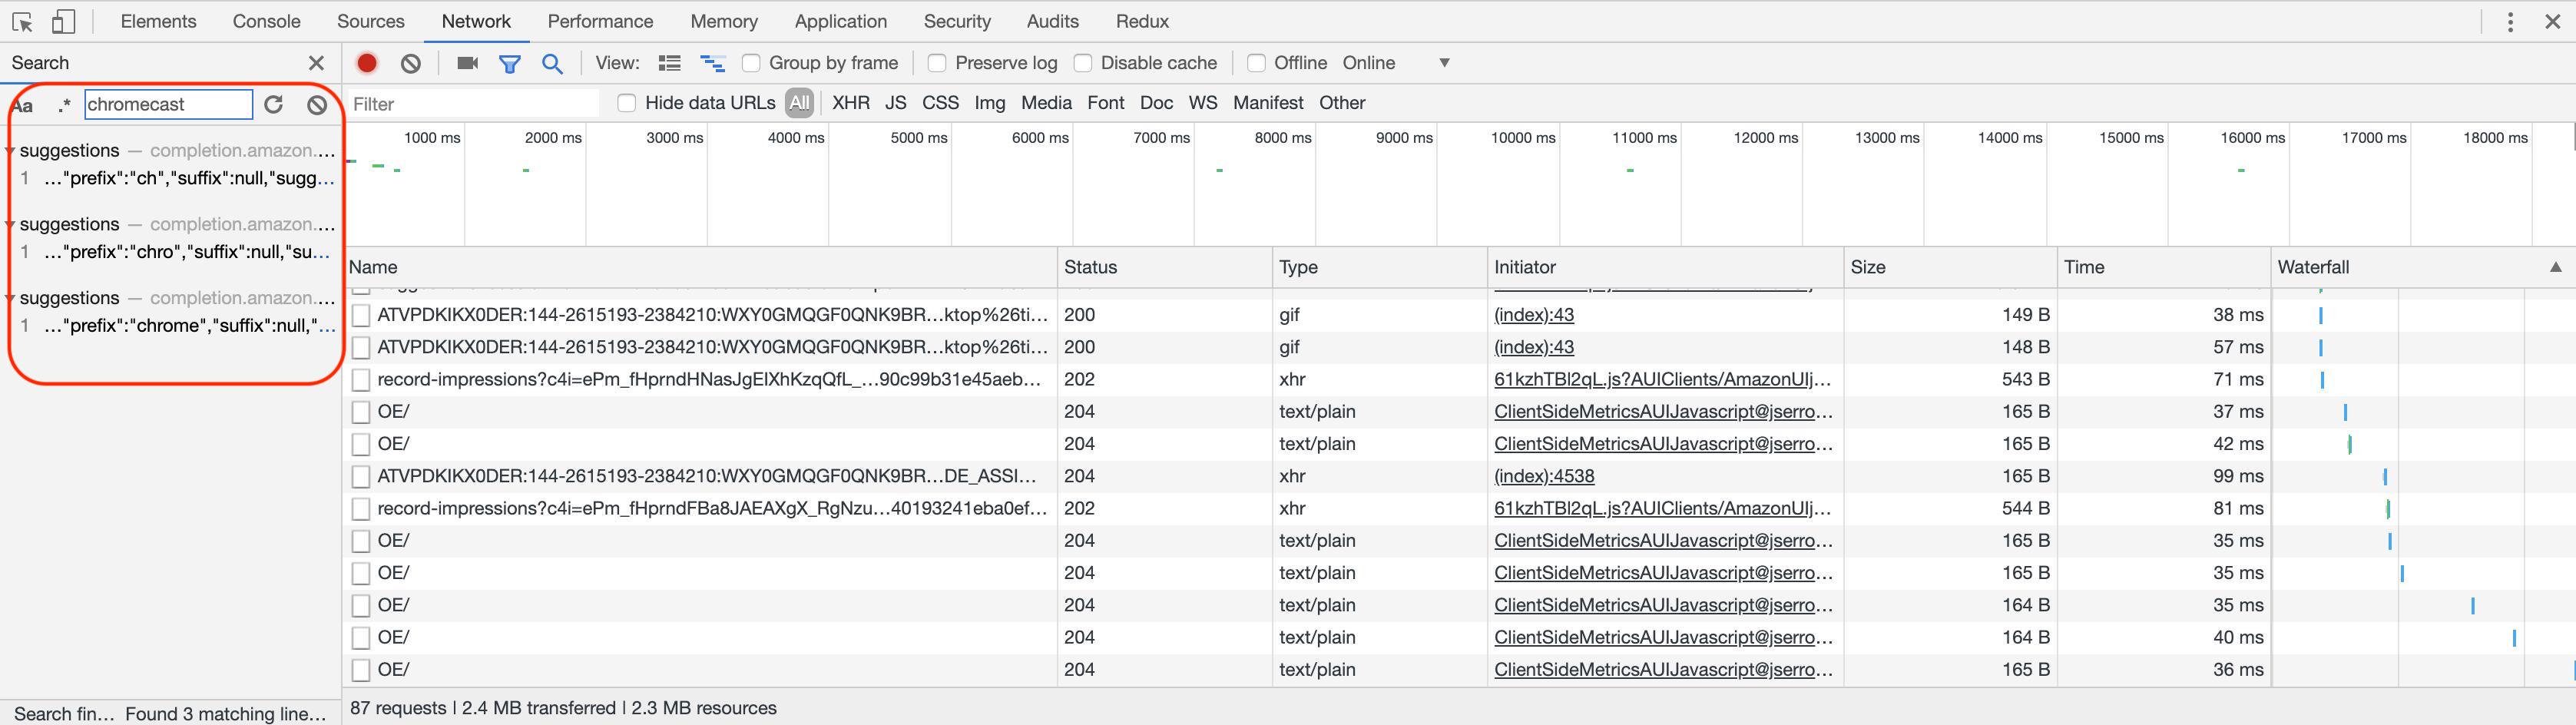 Elements Console Sources Network Performance Memory Application Security Audits Redux
Search
View: Group by frame Preserve log Disable cache Offline Online
Aa .* chromecast
Filter Hide data URLs All XHR JS CSS Img Media Font Doc WS Manifest Other
suggestions — completion.amazon.…
1 …"prefix":"ch","suffix":null,"sugg…
suggestions — completion.amazon.…
1 …"prefix":"chro","suffix":null,"su…
suggestions — completion.amazon.…
1 …"prefix":"chrome","suffix":null,"…
Search fin… Found 3 matching line…
1000 ms 2000 ms 3000 ms 4000 ms 5000 ms 6000 ms 7000 ms 8000 ms 9000 ms 10000 ms 11000 ms 12000 ms 13000 ms 14000 ms 15000 ms 16000 ms 17000 ms 18000 ms
Name Status Type Initiator Size Time Waterfall
ATVPDKIKX0DER:144-2615193-2384210:WXY0GMQGF0QNK9BR…ktop%26ti… 200 gif (index):43 149 B 38 ms
ATVPDKIKX0DER:144-2615193-2384210:WXY0GMQGF0QNK9BR…ktop%26ti… 200 gif (index):43 148 B 57 ms
record-impressions?c4i=ePm_fHprndHNasJgEIXhKzqQfL_…90c99b31e45aeb… 202 xhr 61kzhTBl2qL.js?AUIClients/AmazonUIj… 543 B 71 ms
OE/ 204 text/plain ClientSideMetricsAUIJavascript@jserro… 165 B 37 ms
OE/ 204 text/plain ClientSideMetricsAUIJavascript@jserro… 165 B 42 ms
ATVPDKIKX0DER:144-2615193-2384210:WXY0GMQGF0QNK9BR…DE_ASSI… 204 xhr (index):4538 165 B 99 ms
record-impressions?c4i=ePm_fHprndFBa8JAEAXgX_RgNzu…40193241eba0ef… 202 xhr 61kzhTBl2qL.js?AUIClients/AmazonUIj… 544 B 81 ms
OE/ 204 text/plain ClientSideMetricsAUIJavascript@jserro… 165 B 35 ms
OE/ 204 text/plain ClientSideMetricsAUIJavascript@jserro… 165 B 35 ms
OE/ 204 text/plain ClientSideMetricsAUIJavascript@jserro… 164 B 35 ms
OE/ 204 text/plain ClientSideMetricsAUIJavascript@jserro… 164 B 40 ms
OE/ 204 text/plain ClientSideMetricsAUIJavascript@jserro… 165 B 36 ms
87 requests | 2.4 MB transferred | 2.3 MB resources